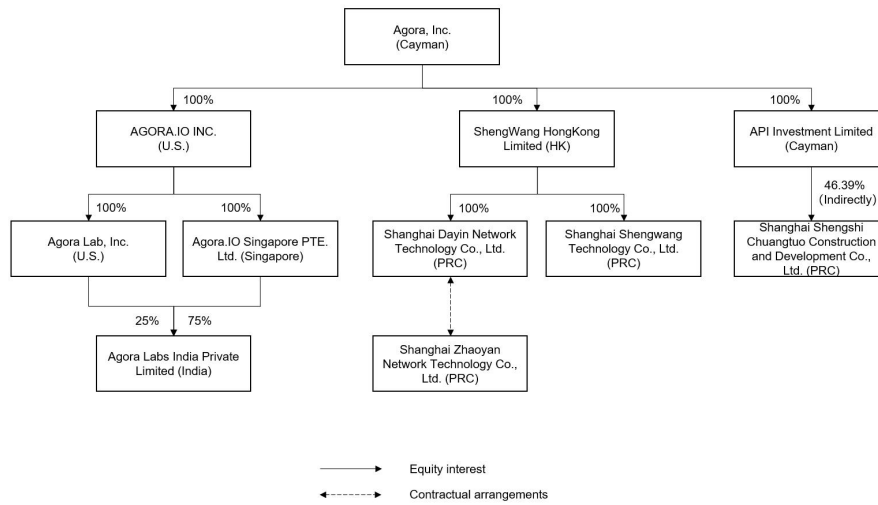 Agora, Inc.
(Cayman)
100%
100%
100%
AGORA.IO INC.
(U.S.)
ShengWang HongKong
Limited (HK)
API Investment Limited
(Cayman)
46.39%
(Indirectly)
100%
100%
100%
100%
Agora Lab, Inc.
(U.S.)
Agora.IO Singapore PTE.
Ltd. (Singapore)
Shanghai Dayin Network
Technology Co., Ltd.
(PRC)
Shanghai Shengwang
Technology Co., Ltd.
(PRC)
Shanghai Shengshi
Chuangtuo Construction
and Development Co.,
Ltd. (PRC)
25%
75%
Agora Labs India Private
Limited (India)
Shanghai Zhaoyan
Network Technology Co.,
Ltd. (PRC)
Equity interest
Contractual arrangements